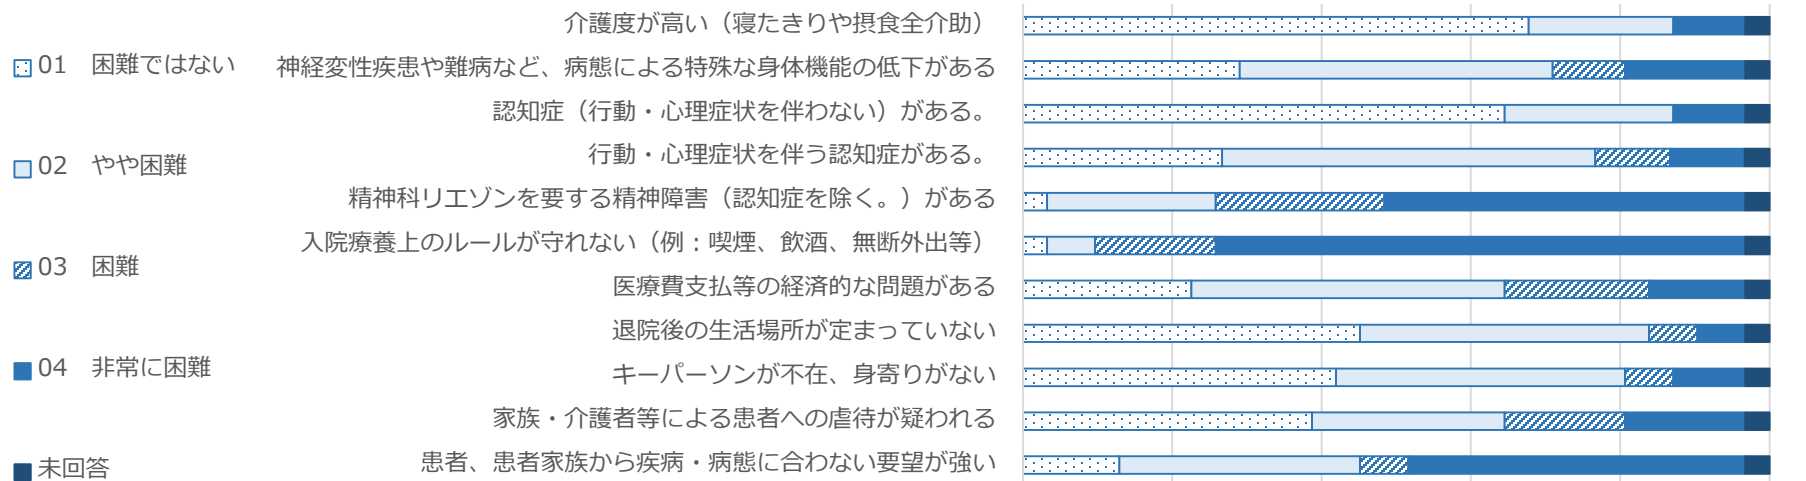 01 困難ではない
02 やや困難
03 困難
04 非常に困難
未回答
介護度が高い（寝たきりや摂食全介助）
神経変性疾患や難病など、病態による特殊な身体機能の低下がある
認知症（行動・心理症状を伴わない）がある。
行動・心理症状を伴う認知症がある。
精神科リエゾンを要する精神障害（認知症を除く。）がある
入院療養上のルールが守れない（例：喫煙、飲酒、無断外出等）
医療費支払等の経済的な問題がある
退院後の生活場所が定まっていない
キーパーソンが不在、身寄りがない
家族・介護者等による患者への虐待が疑われる
患者、患者家族から疾病・病態に合わない要望が強い